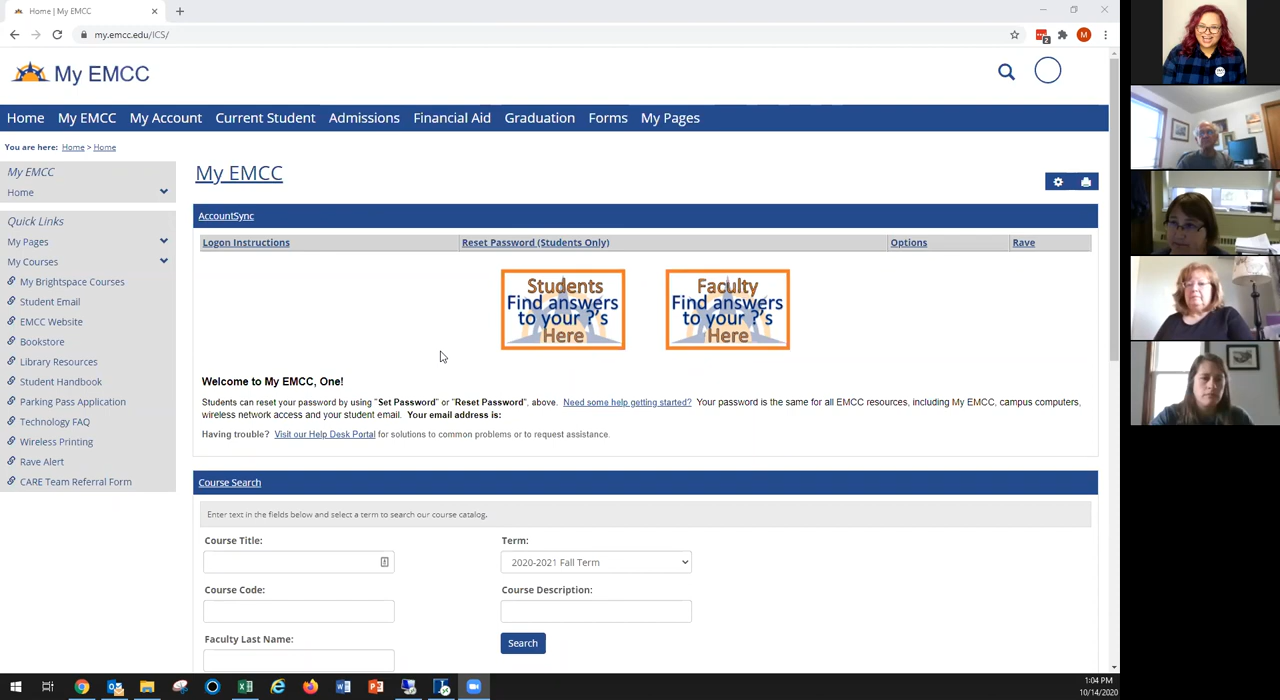 Home | My EMCC
my.emcc.edu/ICS/
2
M
My EMCC
Home My EMCC My Account Current Student Admissions Financial Aid Graduation Forms My Pages
You are here: Home > Home
My EMCC
Home
Quick Links
My Pages
My Courses
My Brightspace Courses
Student Email
EMCC Website
Bookstore
Library Resources
Student Handbook
Parking Pass Application
Technology FAQ
Wireless Printing
Rave Alert
CARE Team Referral Form
My EMCC
AccountSync
Logon Instructions Reset Password (Students Only) Options Rave
Students
Find answers
to your ?'s
Here
Faculty
Find answers
to your ?'s
Here
Welcome to My EMCC, One!
Students can reset your password by using "Set Password" or "Reset Password", above. Need some help getting started? Your password is the same for all EMCC resources, including My EMCC, campus computers,
wireless network access and your student email. Your email address is:
Having trouble? Visit our Help Desk Portal for solutions to common problems or to request assistance.
Course Search
Enter text in the fields below and select a term to search our course catalog.
Course Title:
Term:
2020-2021 Fall Term
Course Code:
Course Description:
Faculty Last Name:
Search
1:04 PM
10/14/2020